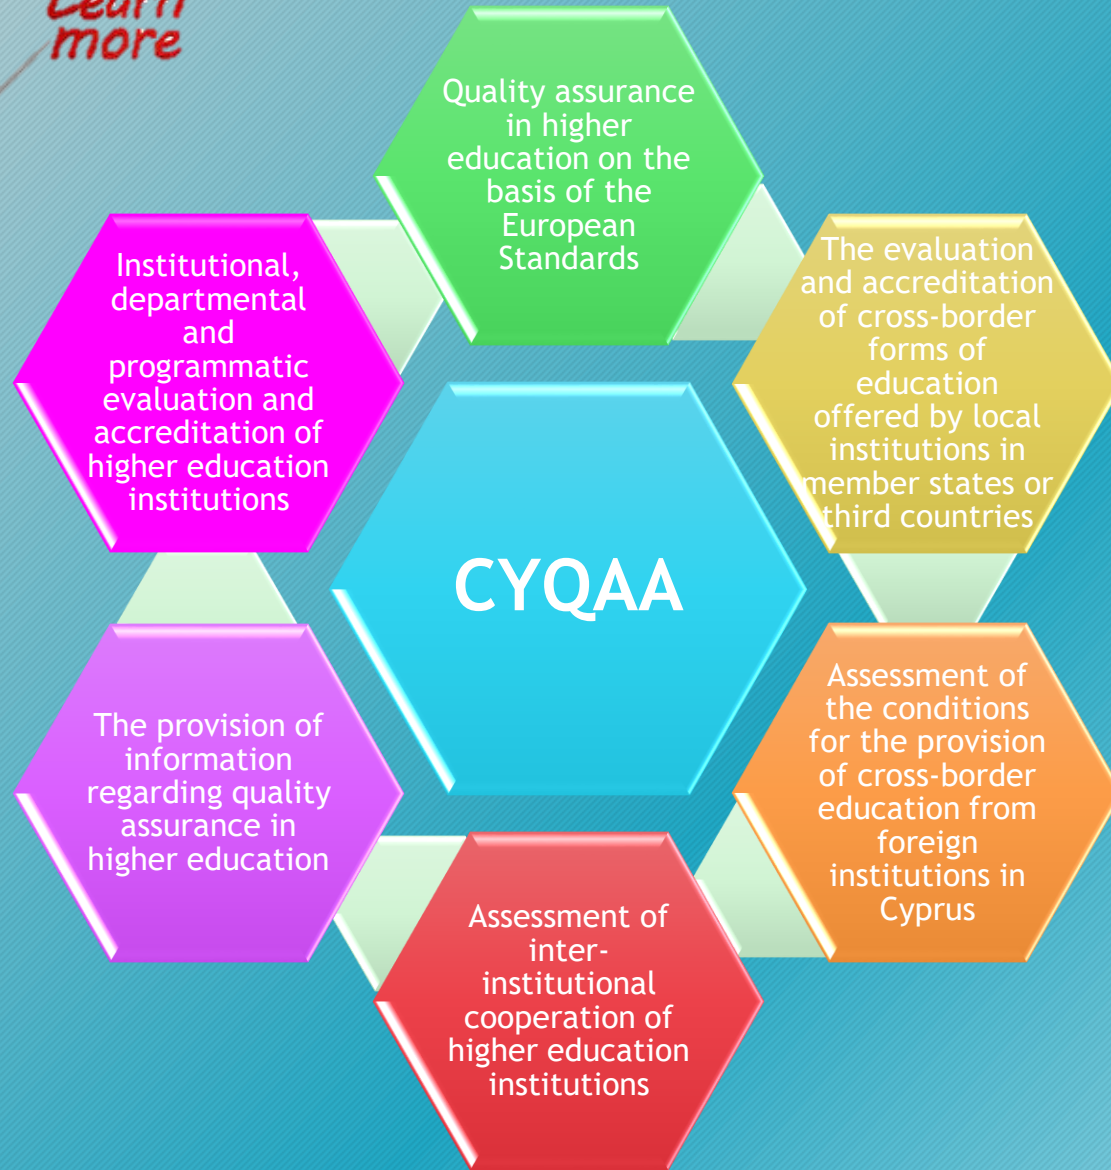 Learn
more
Quality assurance
in higher
education on the
basis of the
European
Standards
The evaluation
and accreditation
of cross-border
forms of
education
offered by local
institutions in
member states or
third countries
Assessment of
the conditions
for the provision
of cross-border
education from
foreign
institutions in
Cyprus
Assessment of
inter-
institutional
cooperation of
higher education
institutions
The provision of
information
regarding quality
assurance in
higher education
Institutional,
departmental
and
programmatic
evaluation and
accreditation of
higher education
institutions
CYQAA